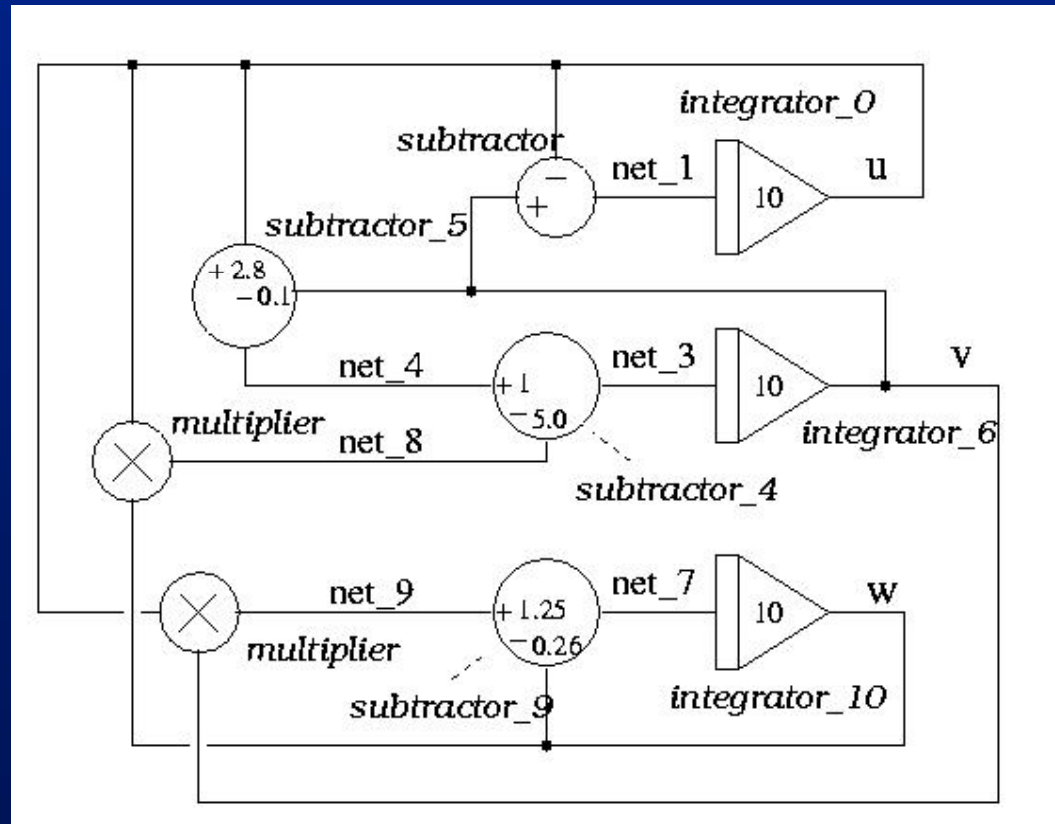 integrator_0
subtractor
net_1
10
u
−
+
subtractor_5
+ 2.8
− 0.1
net_4
+ 1
− 5.0
net_3
10
v
multiplier
net_8
integrator_6
subtractor_4
net_9
+ 1.25
− 0.26
net_7
10
w
multiplier
subtractor_9
integrator_10